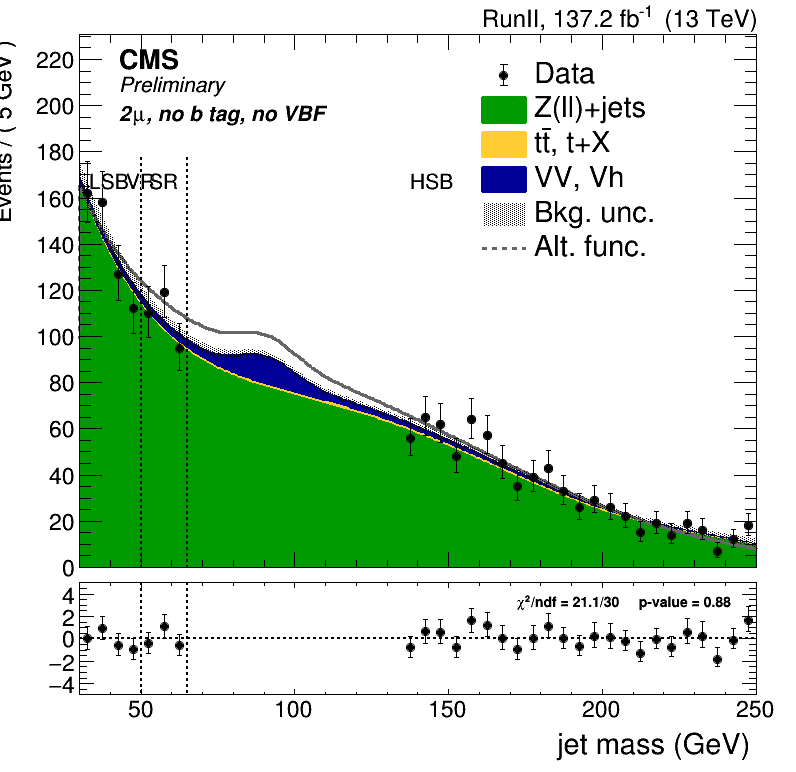 RunII, 137.2 fb⁻¹ (13 TeV)
Events / ( 5 GeV )
220
200
180
160
140
120
100
80
60
40
20
0
CMS
Preliminary
2μ, no b tag, no VBF
Data
Z(ll)+jets
tt̄, t+X
VV, Vh
Bkg. unc.
Alt. func.
LSB VR SR HSB
4
2
0
−2
−4
χ²/ndf = 21.1/30 p-value = 0.88
50 100 150 200 250
jet mass (GeV)